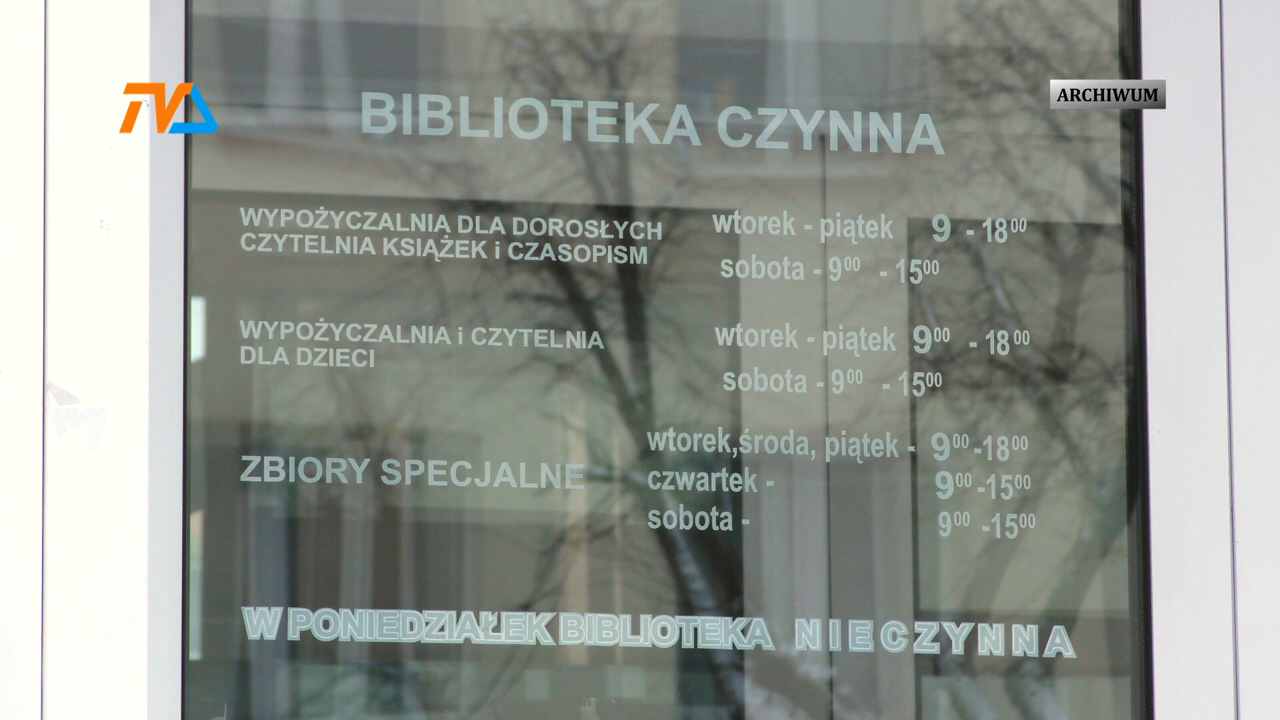 TVA
ARCHIWUM
BIBLIOTEKA CZYNNA
WYPOŻYCZALNIA DLA DOROSŁYCH wtorek - piątek 9 - 18⁰⁰
CZYTELNIA KSIĄŻEK i CZASOPISM
sobota - 9⁰⁰ - 15⁰⁰
WYPOŻYCZALNIA i CZYTELNIA wtorek - piątek 9⁰⁰ - 18⁰⁰
DLA DZIECI
sobota - 9⁰⁰ - 15⁰⁰
wtorek,środa, piątek - 9⁰⁰-18⁰⁰
ZBIORY SPECJALNE czwartek - 9⁰⁰-15⁰⁰
sobota - 9⁰⁰ -15⁰⁰
W PONIEDZIAŁEK BIBLIOTEKA NIECZYNNA